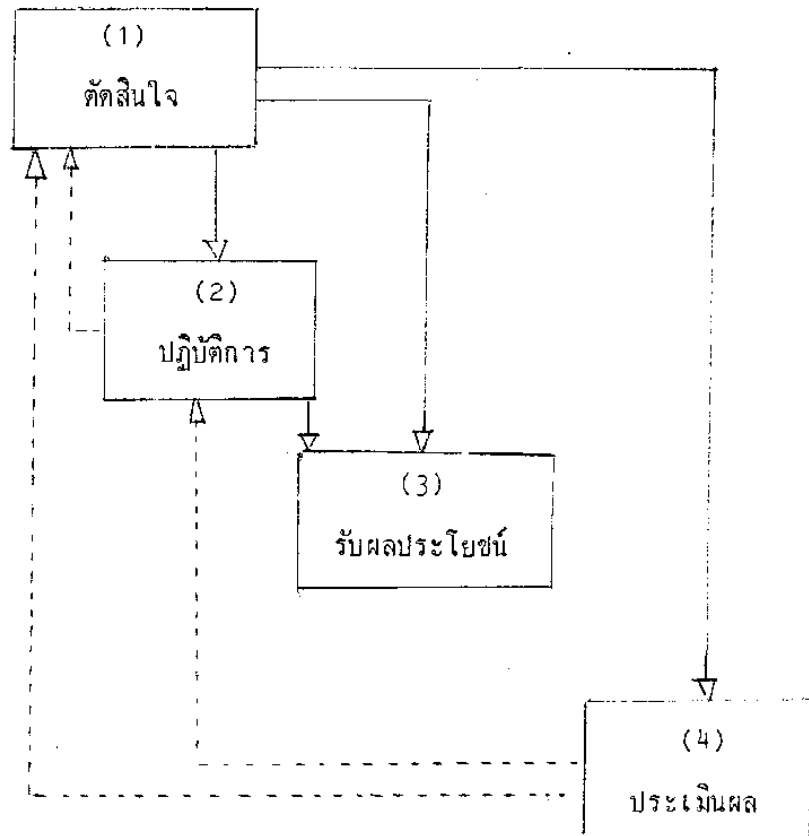 (1)
ตัดสินใจ
(2)
ปฏิบัติการ
(3)
รับผลประโยชน์
(4)
ประเมินผล